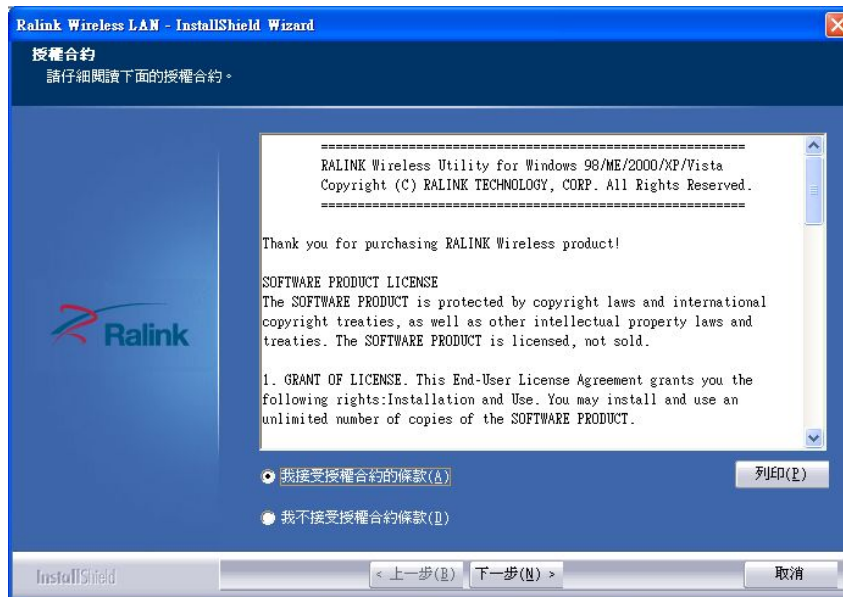 Ralink Wireless LAN - InstallShield Wizard
授權合約
請仔細閱讀下面的授權合約。
============================================================
RALINK Wireless Utility for Windows 98/ME/2000/XP/Vista
Copyright (C) RALINK TECHNOLOGY, CORP. All Rights Reserved.
============================================================
Thank you for purchasing RALINK Wireless product!
SOFTWARE PRODUCT LICENSE
The SOFTWARE PRODUCT is protected by copyright laws and international
copyright treaties, as well as other intellectual property laws and
treaties. The SOFTWARE PRODUCT is licensed, not sold.
1. GRANT OF LICENSE. This End-User License Agreement grants you the
following rights:Installation and Use. You may install and use an
unlimited number of copies of the SOFTWARE PRODUCT.
Ralink
我接受授權合約的條款(A)
列印(P)
我不接受授權合約條款(D)
InstallShield
< 上一步(B)
下一步(N) >
取消